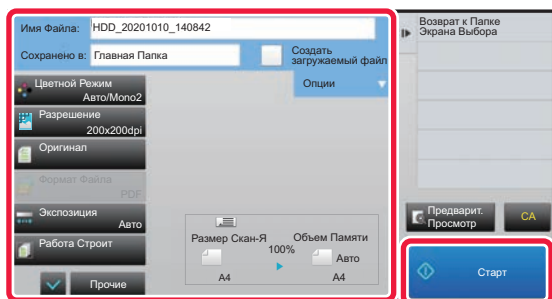 Имя Файла: HDD_20201010_140842
Сохранено в: Главная Папка
Создать
загружаемый файл
Опции
Цветной Режим
Авто/Mono2
Разрешение
200x200dpi
Оригинал
Формат Файла
PDF
Экспозиция
Авто
Работа Строит
Прочие
Размер Скан-Я
100%
Объем Памяти
Авто
A4
A4
Возврат к Папке
Экрана Выбора
Предварит.
Просмотр
CA
Старт